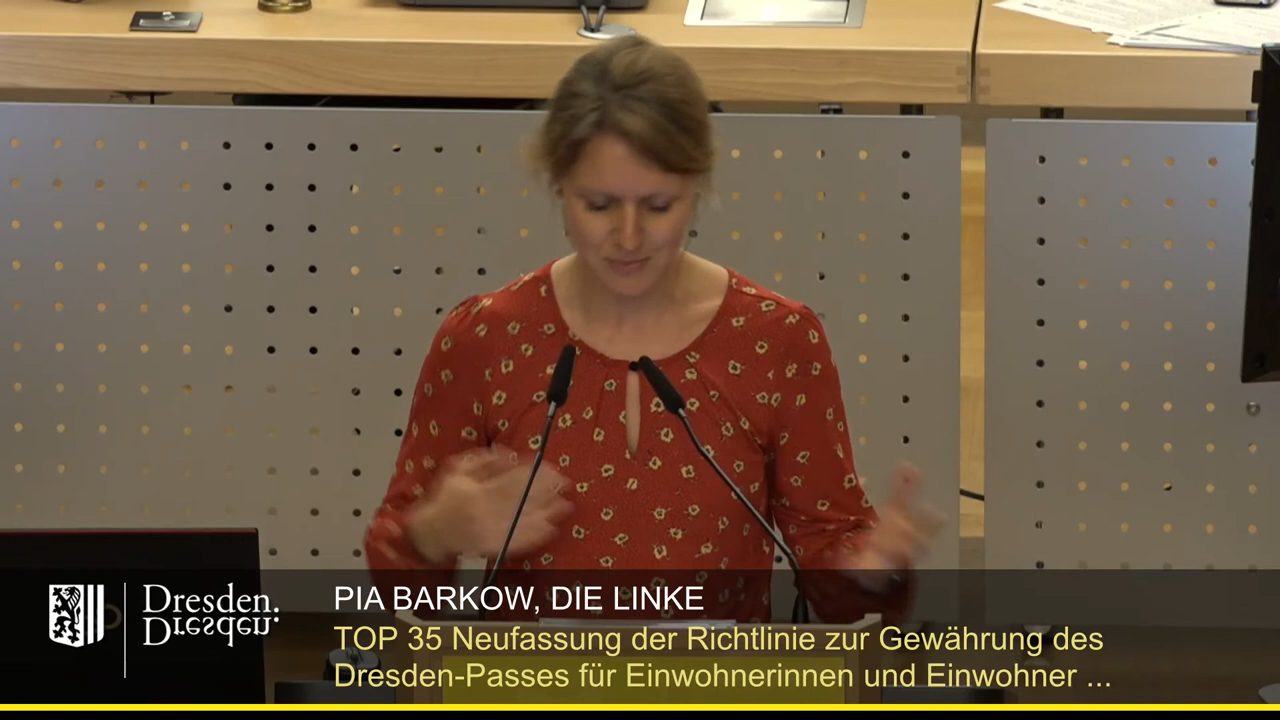 Dresden.
Dresden.
PIA BARKOW, DIE LINKE
TOP 35 Neufassung der Richtlinie zur Gewährung des
Dresden-Passes für Einwohnerinnen und Einwohner ...